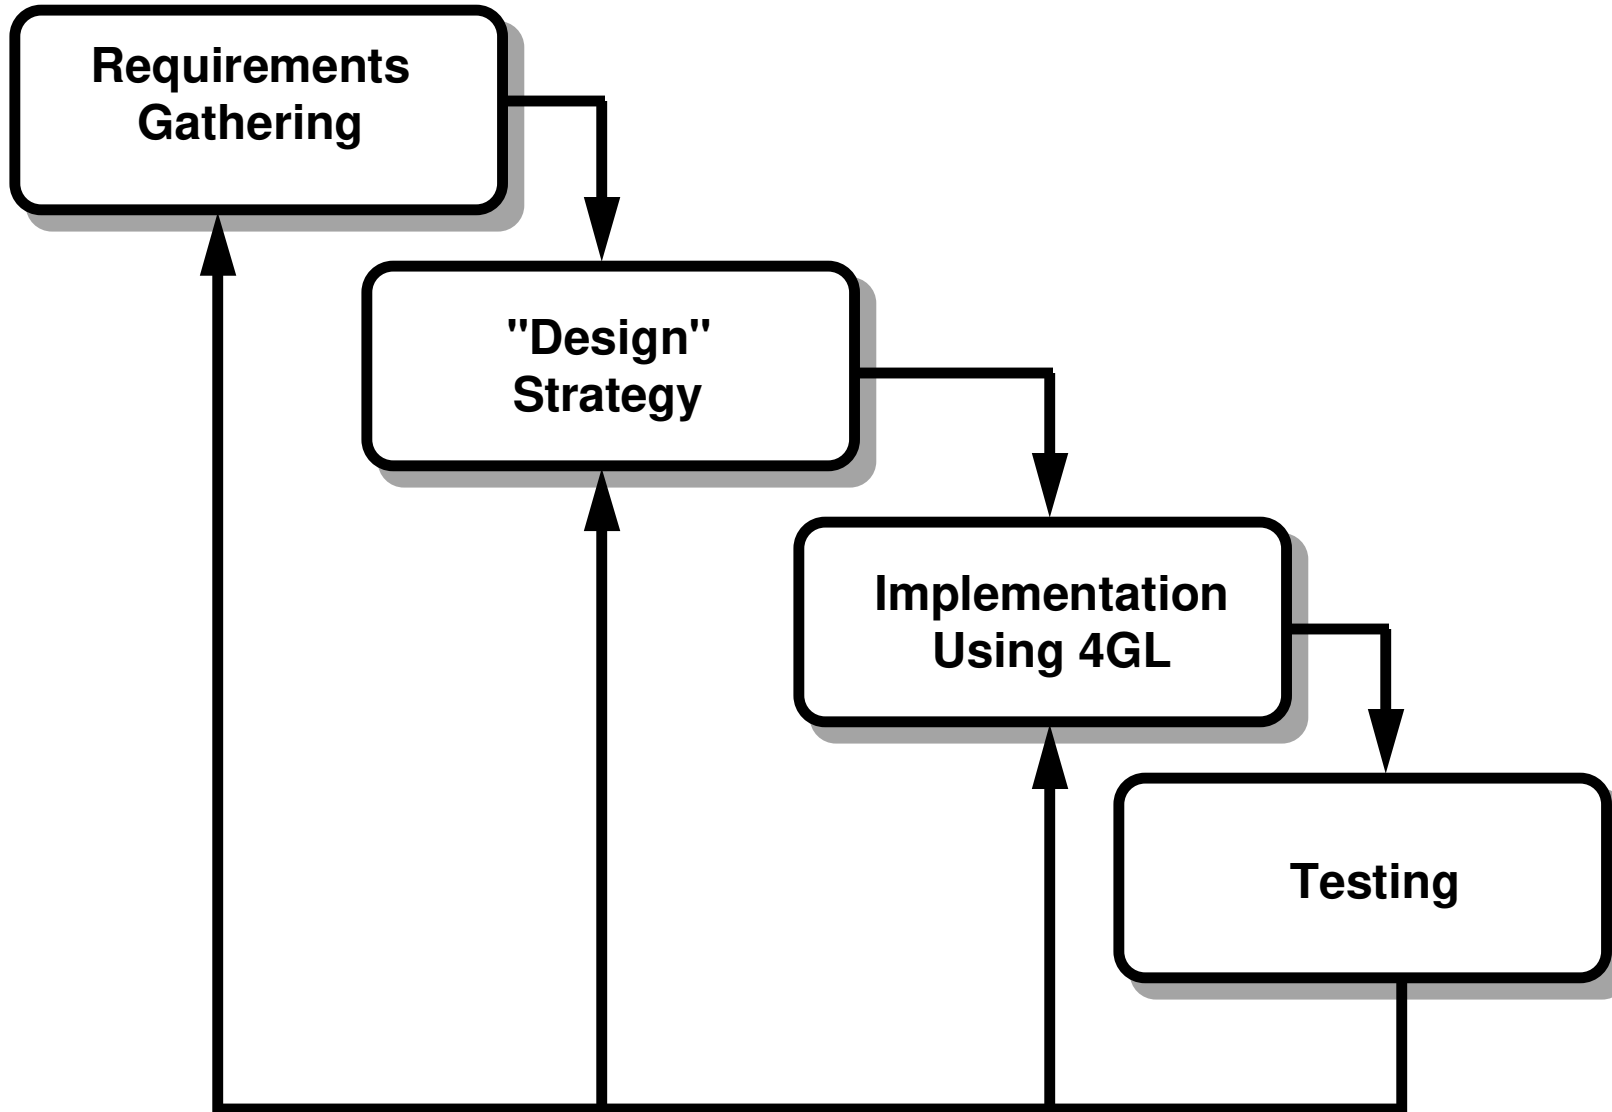 Requirements
Gathering
"Design"
Strategy
Implementation
Using 4GL
Testing